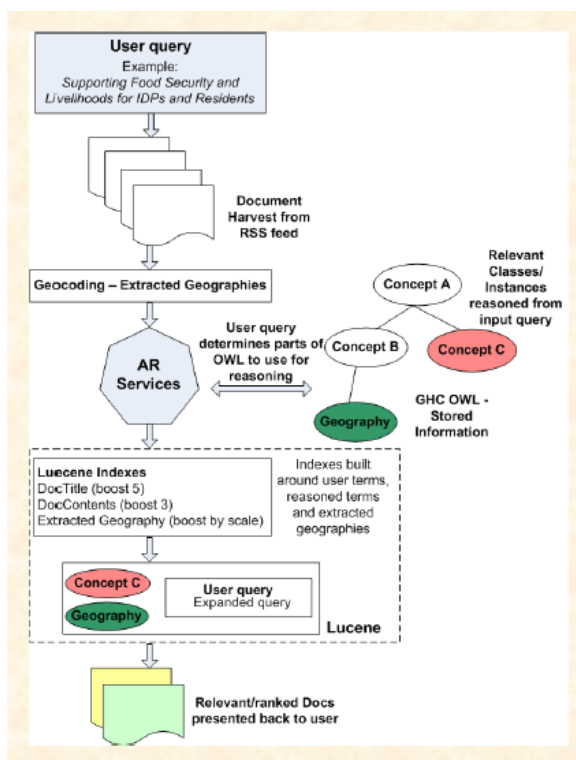 User query
Example:
Supporting Food Security and
Livelihoods for IDPs and Residents
Document
Harvest from
RSS feed
Geocoding – Extracted Geographies
AR
Services
User query
determines parts of
OWL to use for
reasoning
Concept A
Concept B
Concept C
Geography
Relevant
Classes/
Instances
reasoned from
input query
GHC OWL -
Stored
Information
Luecene Indexes
DocTitle (boost 5)
DocContents (boost 3)
Extracted Geography (boost by scale)
Indexes built
around user terms,
reasoned terms
and extracted
geographies
Concept C
Geography
User query
Expanded query
Lucene
Relevant/ranked Docs
presented back to user